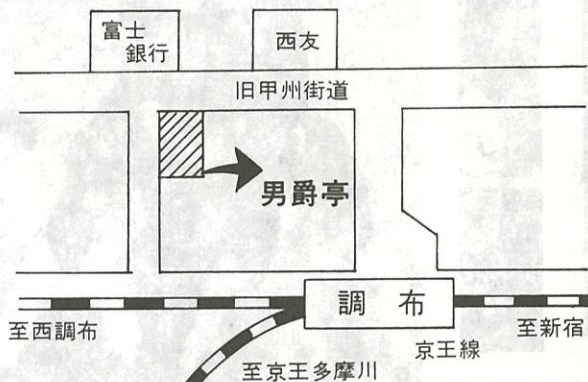 富士
銀行
西友
旧甲州街道
男爵亭
調布
至西調布
至新宿
京王線
至京王多摩川